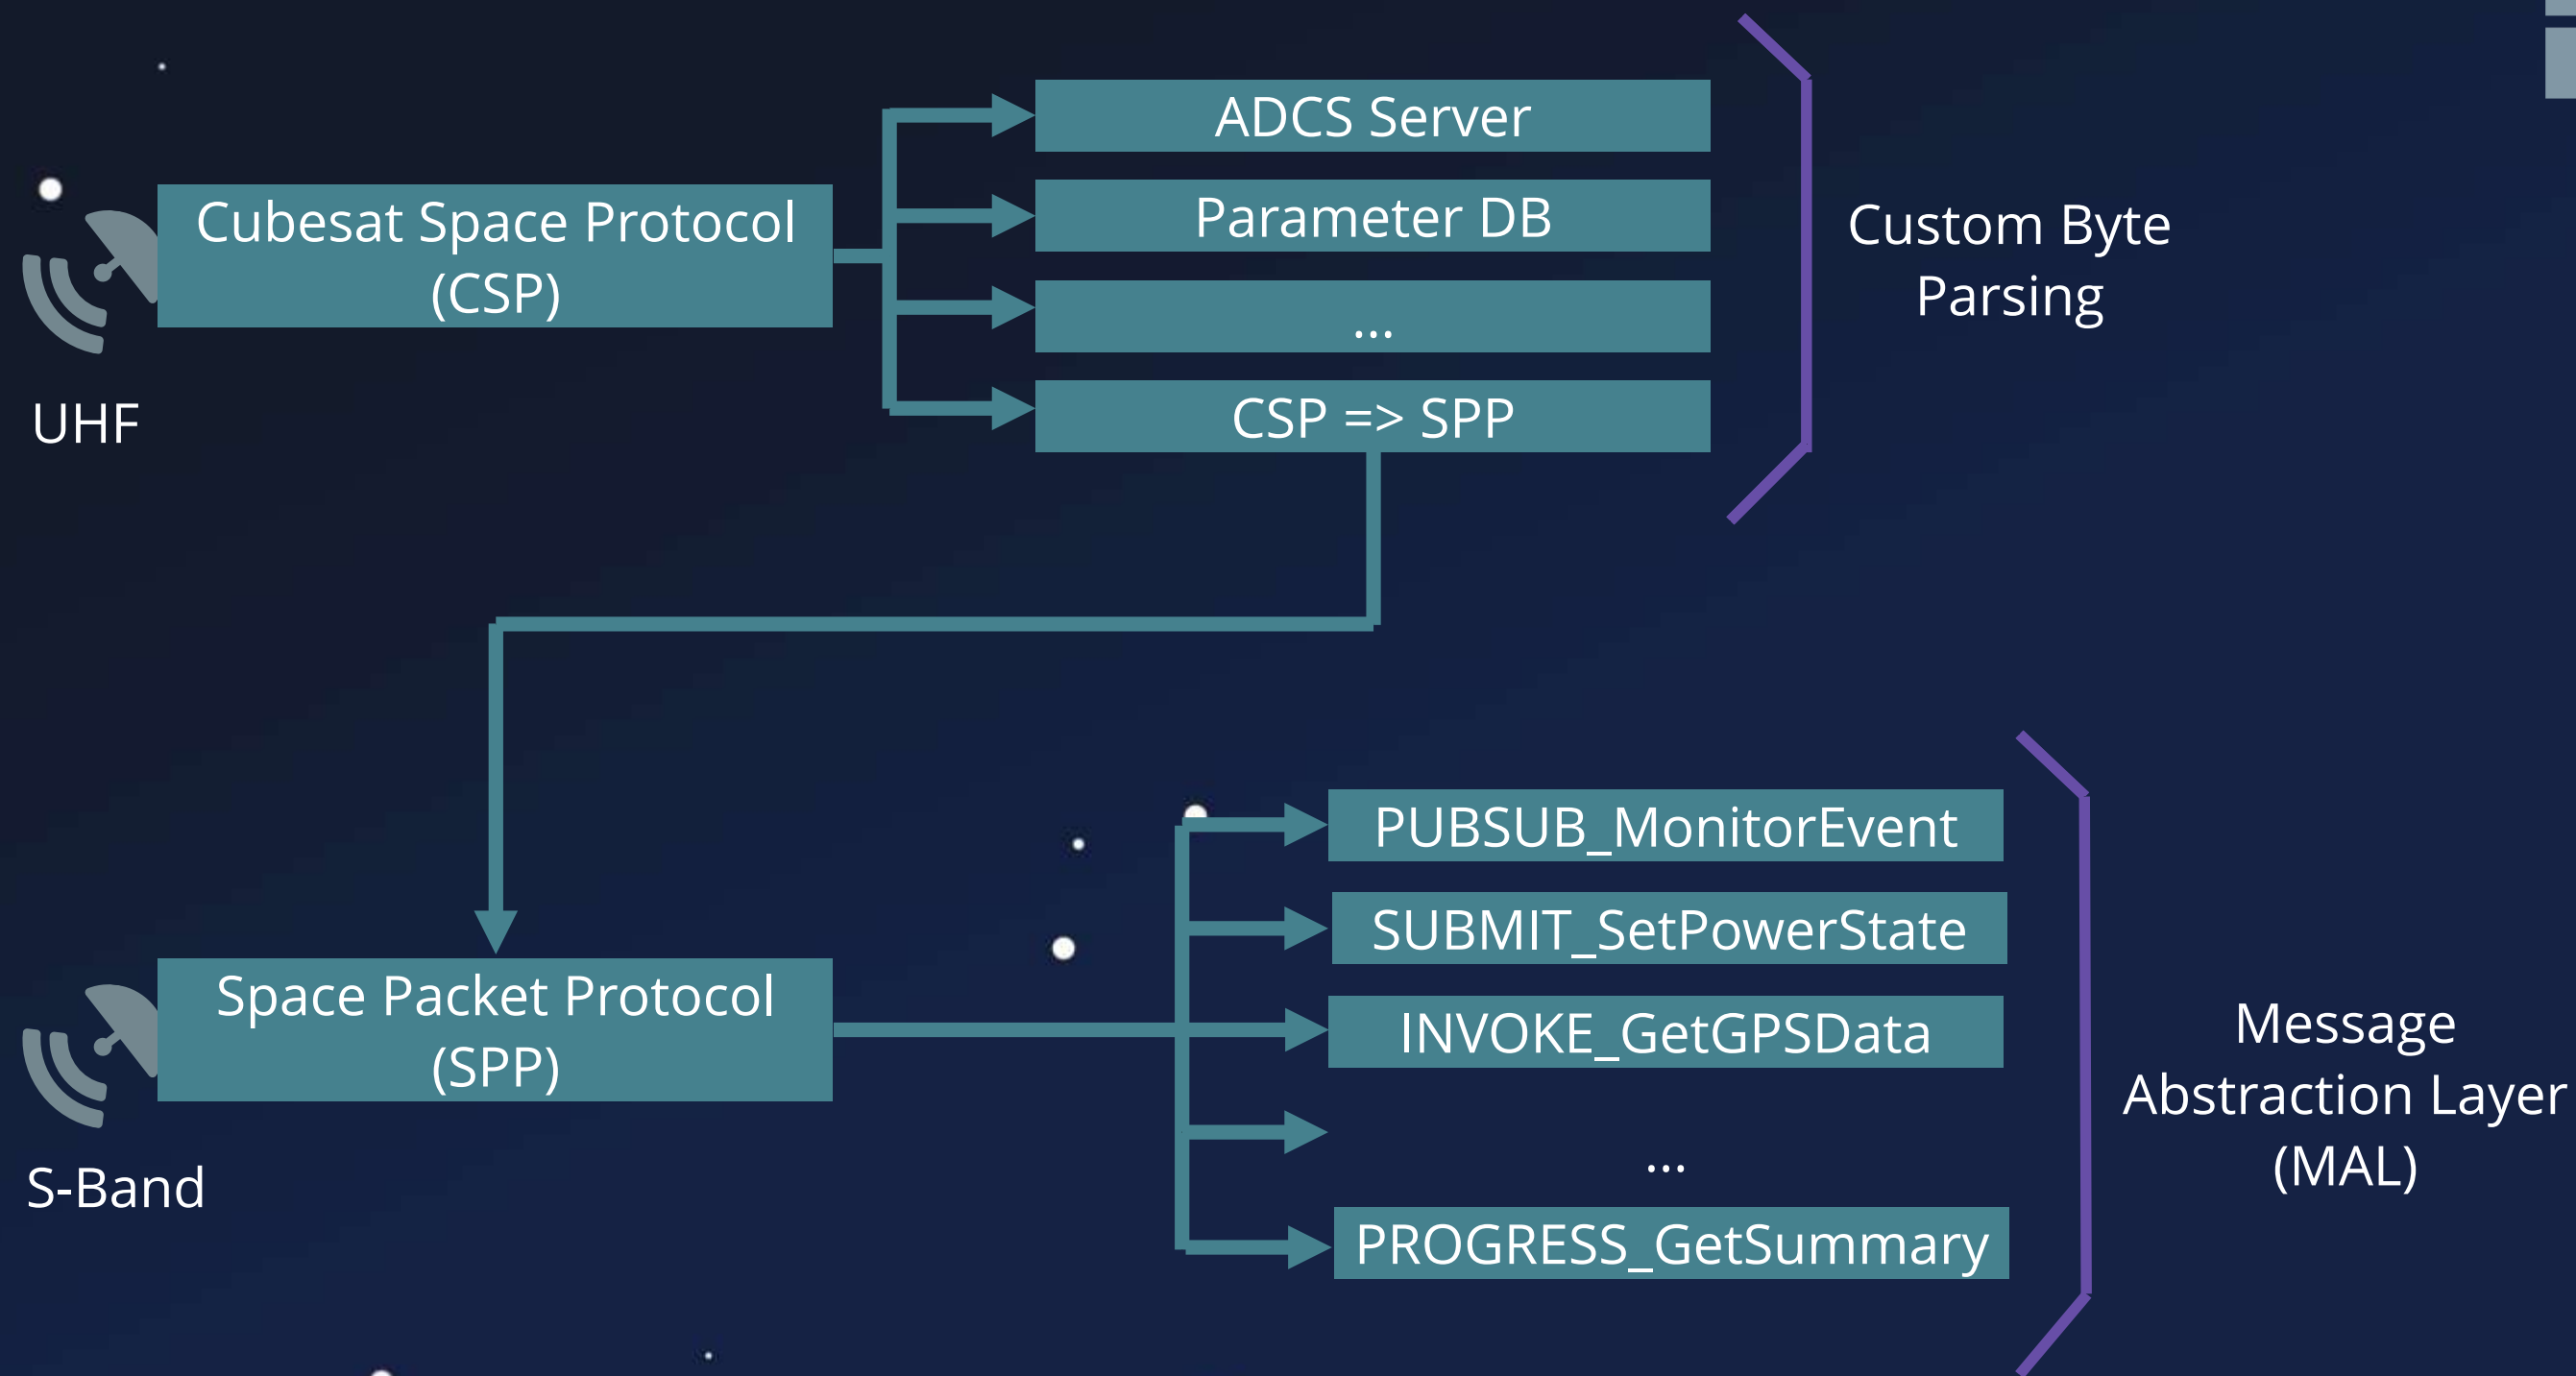 Cubesat Space Protocol
(CSP)
UHF
ADCS Server
Parameter DB
...
CSP => SPP
Custom Byte
Parsing
Space Packet Protocol
(SPP)
S-Band
PUBSUB_MonitorEvent
SUBMIT_SetPowerState
INVOKE_GetGPSData
...
PROGRESS_GetSummary
Message
Abstraction Layer
(MAL)